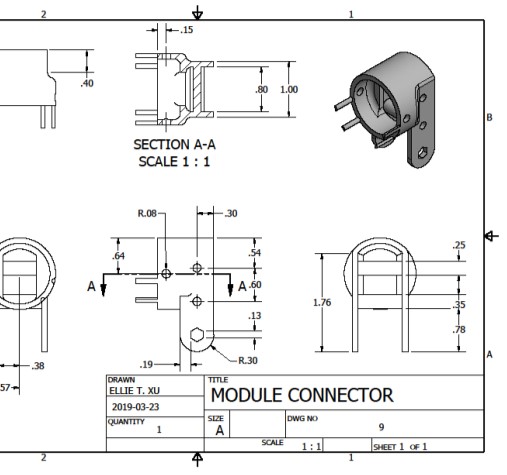 2
1
.15
.40
.80
1.00
B
SECTION A-A
SCALE 1 : 1
R.08
.30
.64
.54
A
A
.60
.13
.19
R.30
.25
1.76
.35
.78
A
.38
57
DRAWN
ELLIE T. XU
2019-03-23
QUANTITY
1
TITLE
MODULE CONNECTOR
SIZE
A
DWG NO
9
SCALE
1 : 1
SHEET 1 OF 1
2
1